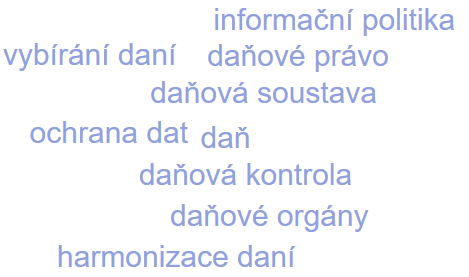 informační politika
vybírání daní daňové právo
daňová soustava
ochrana dat daň
daňová kontrola
daňové orgány
harmonizace daní